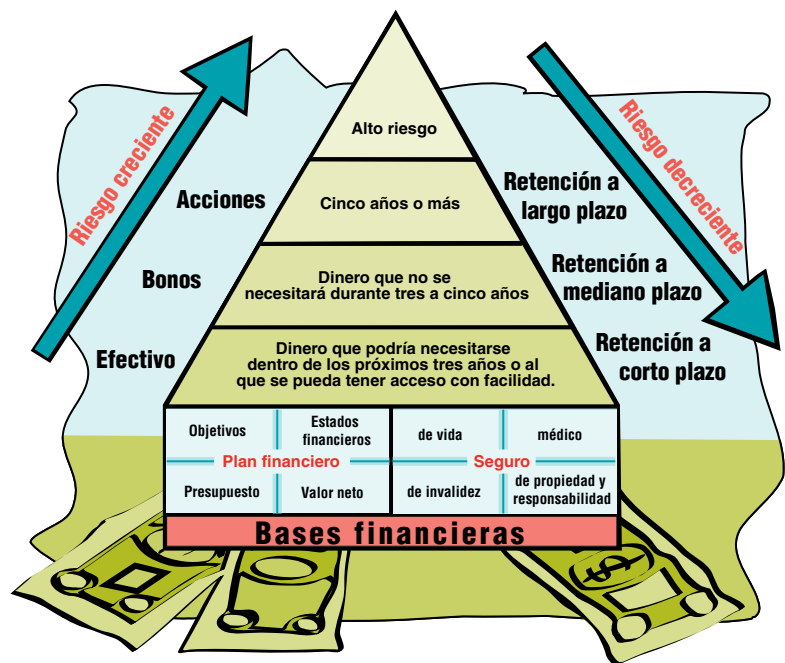 Riesgo creciente
Riesgo decreciente
Alto riesgo
Acciones
Cinco años o más
Retención a
largo plazo
Bonos
Dinero que no se
necesitará durante tres a cinco años
Retención a
mediano plazo
Efectivo
Dinero que podría necesitarse
dentro de los próximos tres años o al
que se pueda tener acceso con facilidad.
Retención a
corto plazo
Objetivos
Estados
financieros
Plan financiero
Presupuesto
Valor neto
de vida
médico
Seguro
de invalidez
de propiedad y
responsabilidad
Bases financieras
$